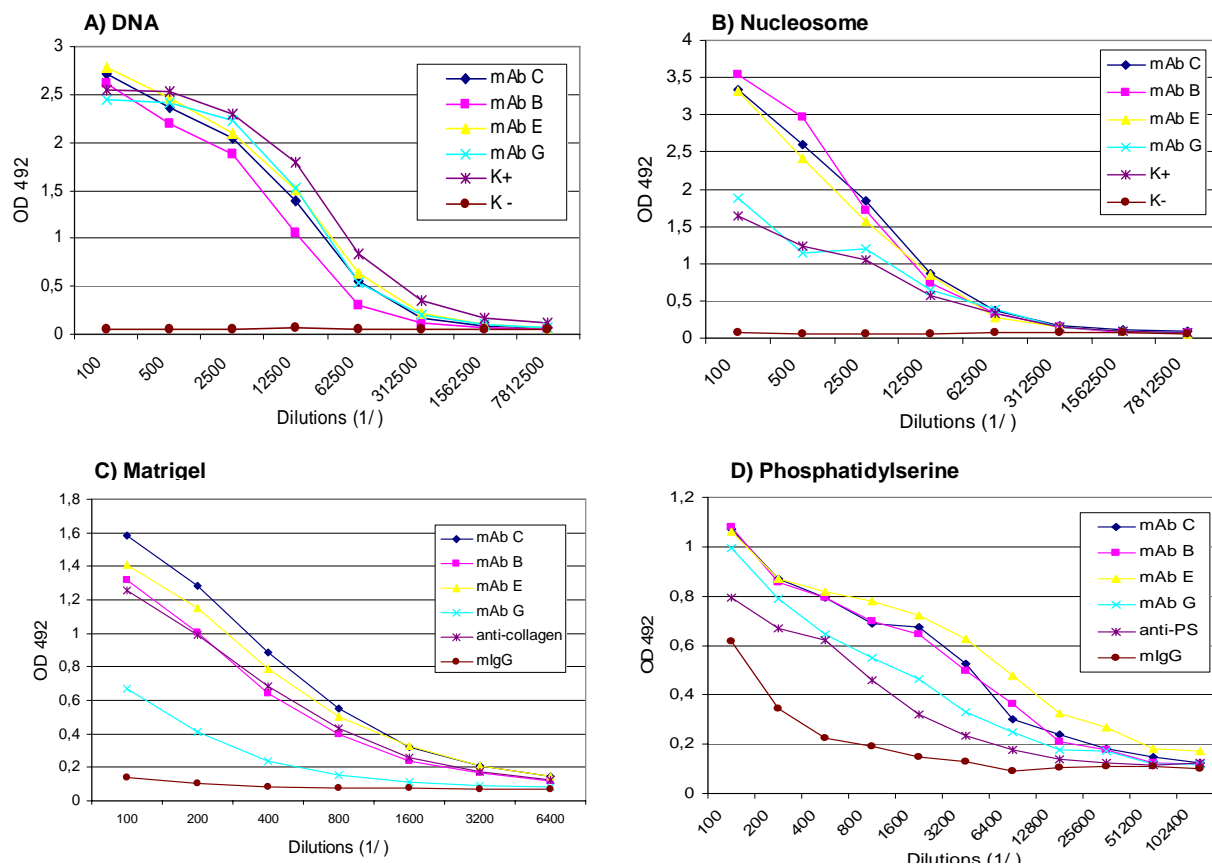 A) DNA
3
2,5
2
1,5
1
0,5
0
OD 492
100
500
2500
12500
62500
312500
1562500
7812500
Dilutions (1/ )
mAb C
mAb B
mAb E
mAb G
K+
K -
B) Nucleosome
4
3,5
3
2,5
2
1,5
1
0,5
0
OD 492
100
500
2500
12500
62500
312500
1562500
7812500
Dilutions (1/ )
mAb C
mAb B
mAb E
mAb G
K+
K-
C) Matrigel
1,8
1,6
1,4
1,2
1
0,8
0,6
0,4
0,2
0
OD 492
100
200
400
800
1600
3200
6400
Dilutions (1/ )
mAb C
mAb B
mAb E
mAb G
anti-collagen
mIgG
D) Phosphatidylserine
1,2
1
0,8
0,6
0,4
0,2
0
OD 492
100
200
400
800
1600
3200
6400
12800
25600
51200
102400
Dilutions (1/ )
mAb C
mAb B
mAb E
mAb G
anti-PS
mIgG